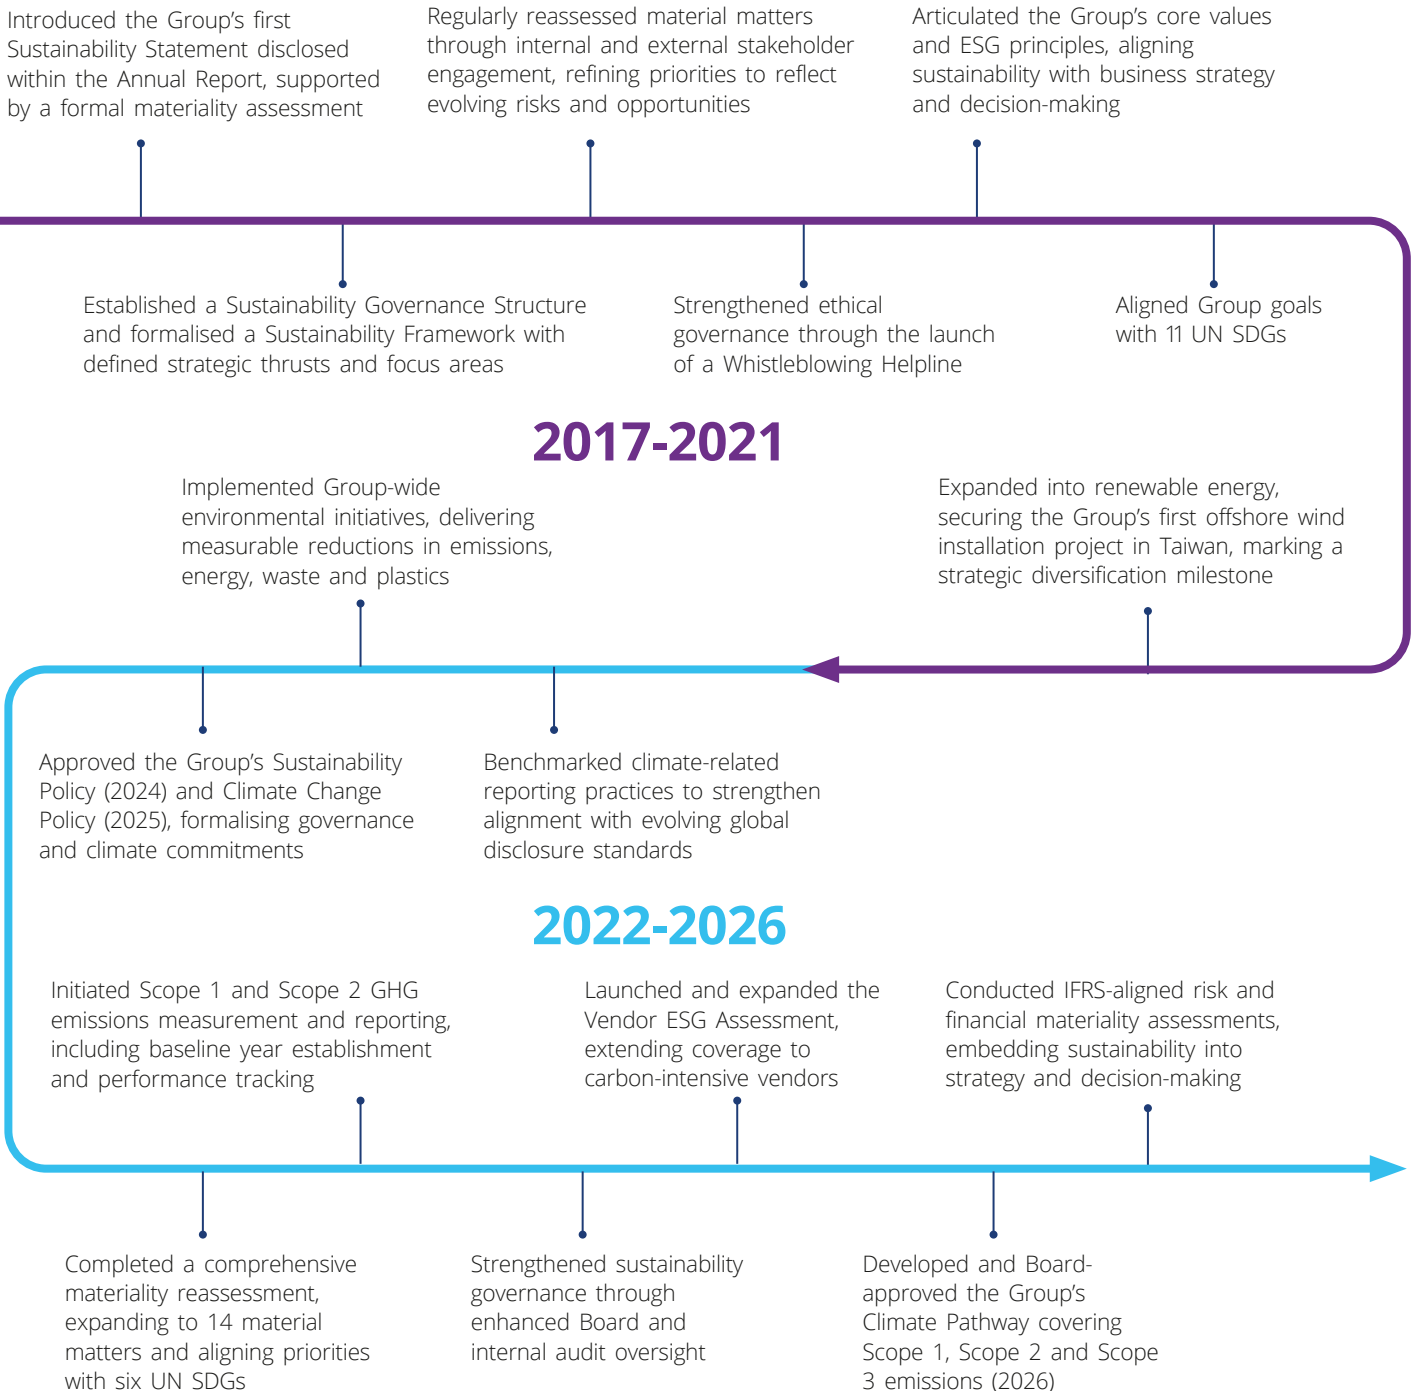 Introduced the Group's first
Sustainability Statement disclosed
within the Annual Report, supported
by a formal materiality assessment
Regularly reassessed material matters
through internal and external stakeholder
engagement, refining priorities to reflect
evolving risks and opportunities
Articulated the Group's core values
and ESG principles, aligning
sustainability with business strategy
and decision-making
Established a Sustainability Governance Structure
and formalised a Sustainability Framework with
defined strategic thrusts and focus areas
Strengthened ethical
governance through the launch
of a Whistleblowing Helpline
Aligned Group goals
with 11 UN SDGs
2017-2021
Implemented Group-wide
environmental initiatives, delivering
measurable reductions in emissions,
energy, waste and plastics
Expanded into renewable energy,
securing the Group's first offshore wind
installation project in Taiwan, marking a
strategic diversification milestone
Approved the Group's Sustainability
Policy (2024) and Climate Change
Policy (2025), formalising governance
and climate commitments
Benchmarked climate-related
reporting practices to strengthen
alignment with evolving global
disclosure standards
2022-2026
Initiated Scope 1 and Scope 2 GHG
emissions measurement and reporting,
including baseline year establishment
and performance tracking
Launched and expanded the
Vendor ESG Assessment,
extending coverage to
carbon-intensive vendors
Conducted IFRS-aligned risk and
financial materiality assessments,
embedding sustainability into
strategy and decision-making
Completed a comprehensive
materiality reassessment,
expanding to 14 material
matters and aligning priorities
with six UN SDGs
Strengthened sustainability
governance through
enhanced Board and
internal audit oversight
Developed and Board-
approved the Group's
Climate Pathway covering
Scope 1, Scope 2 and Scope
3 emissions (2026)